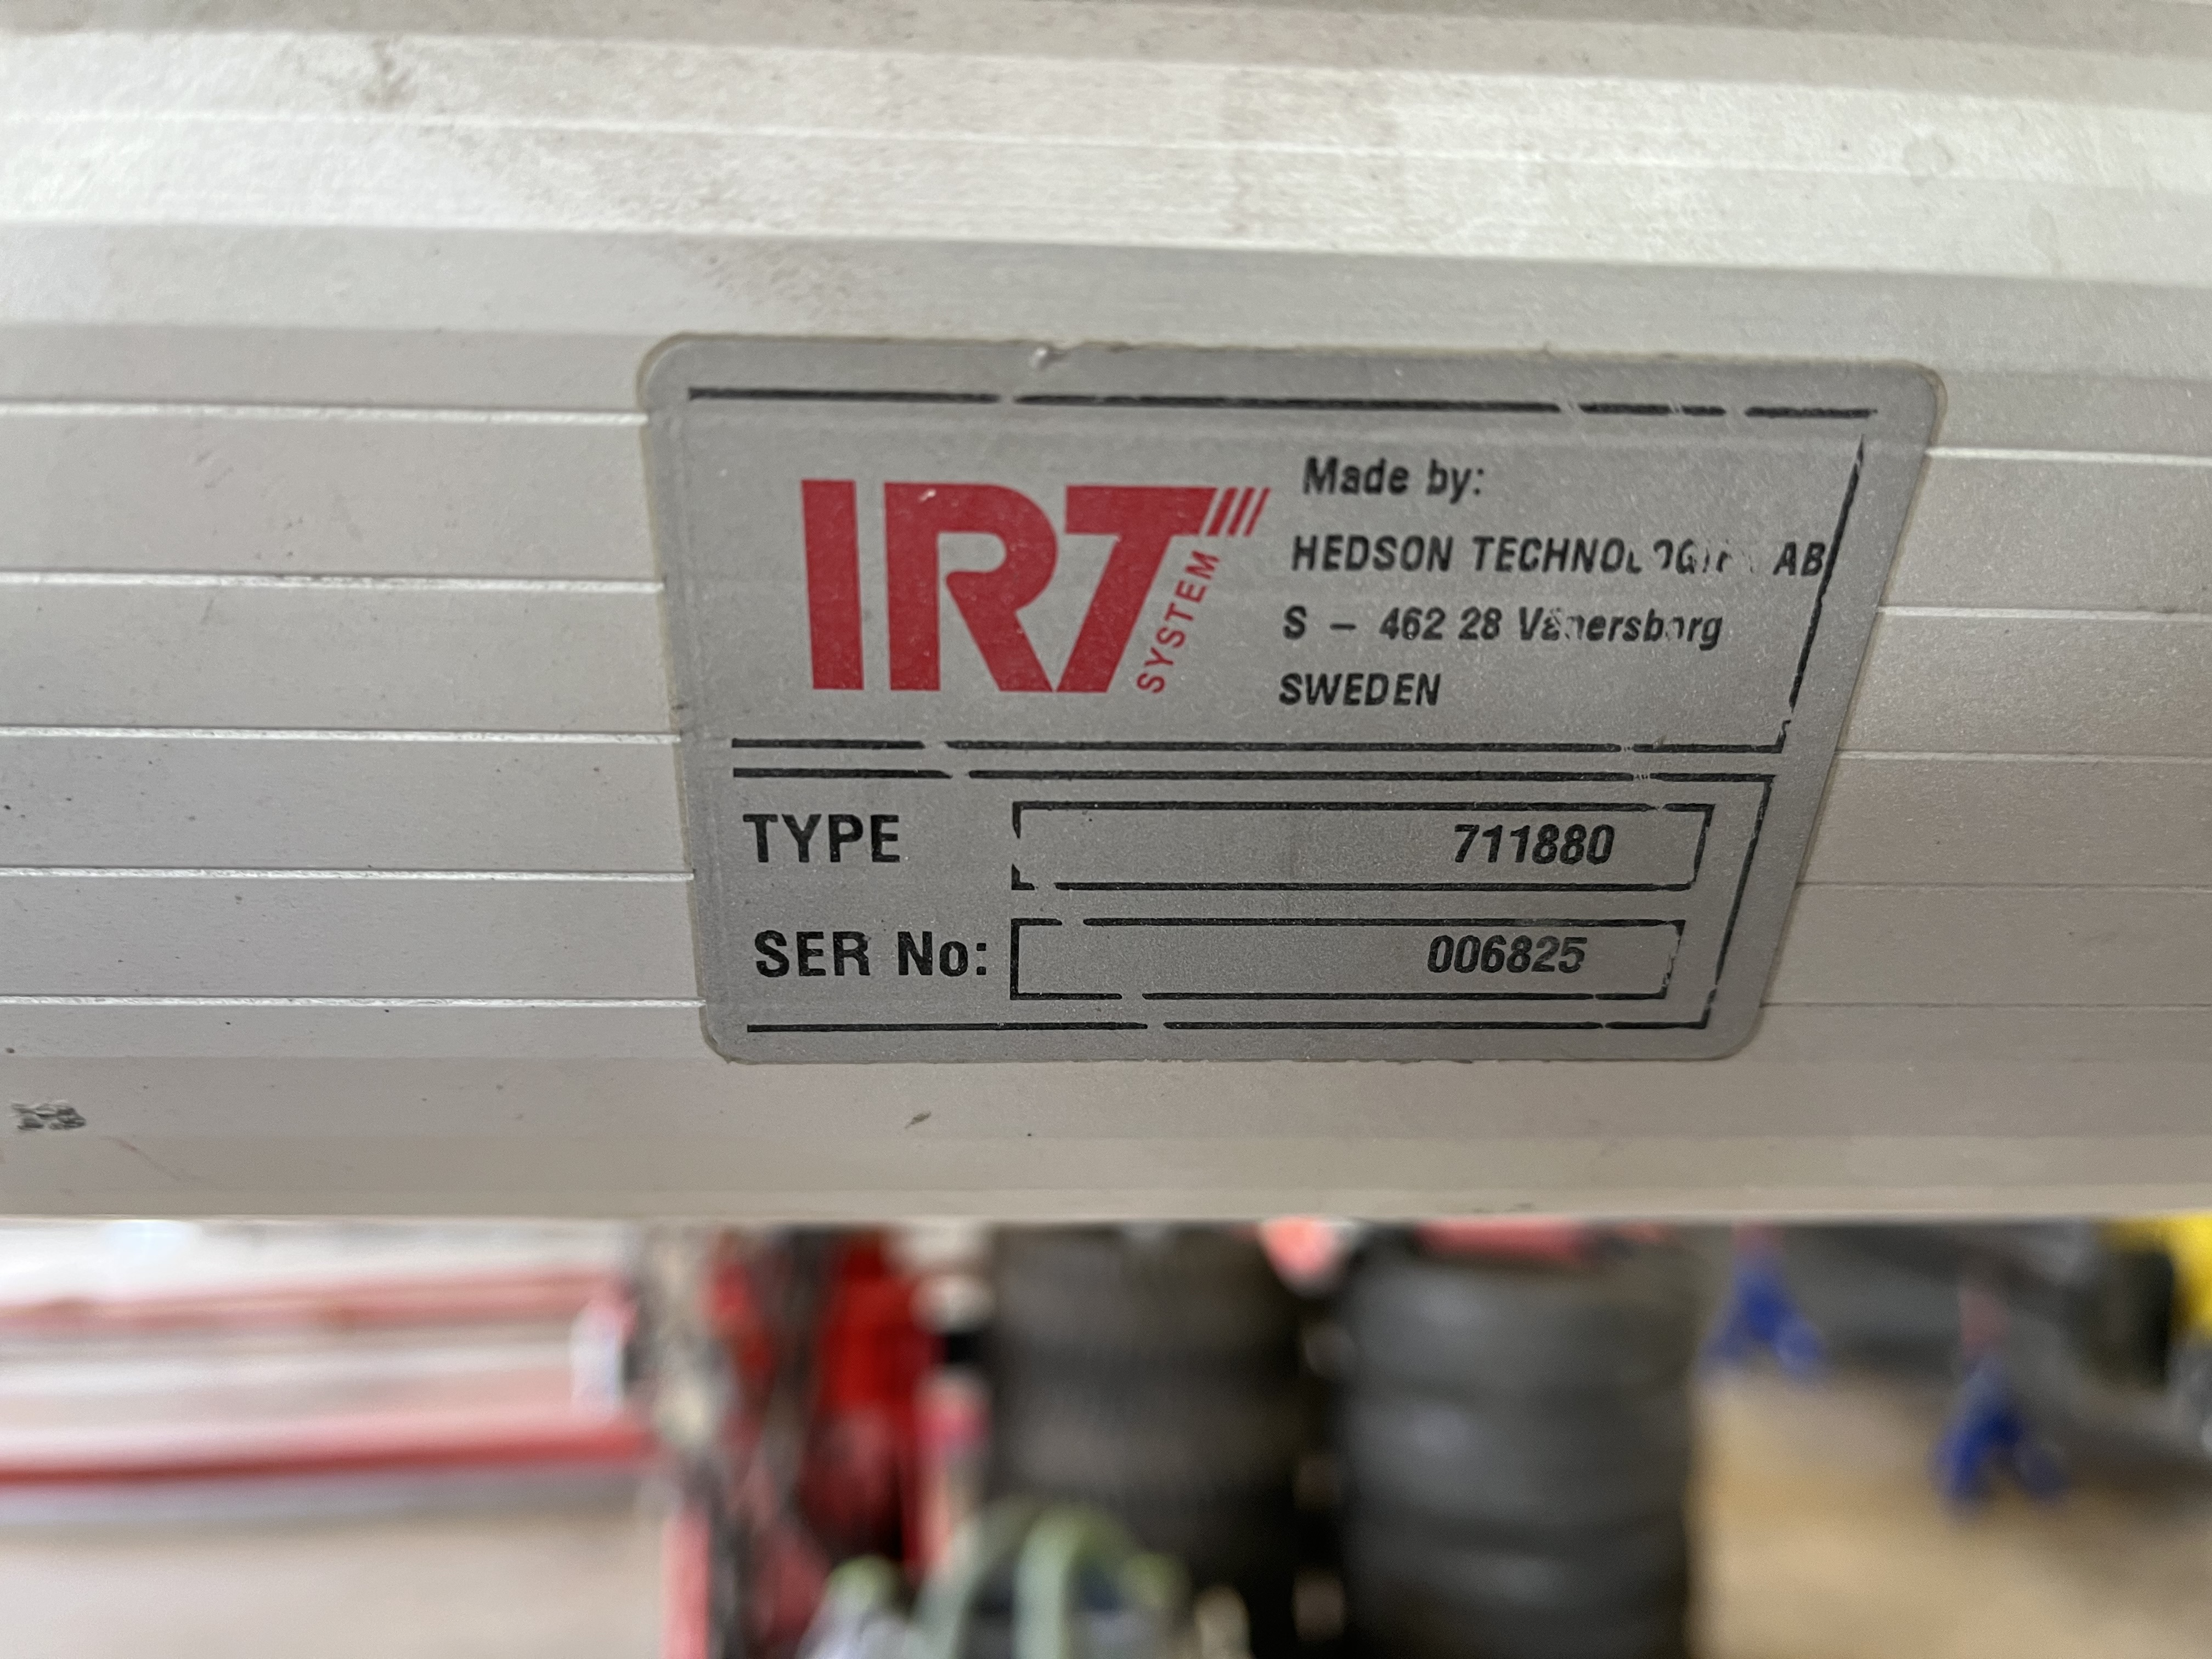 IRT
SYSTEM
Made by:
HEDSON TECHNOLOGIES AB
S – 462 28 Vänersborg
SWEDEN
TYPE 711880
SER No: 006825